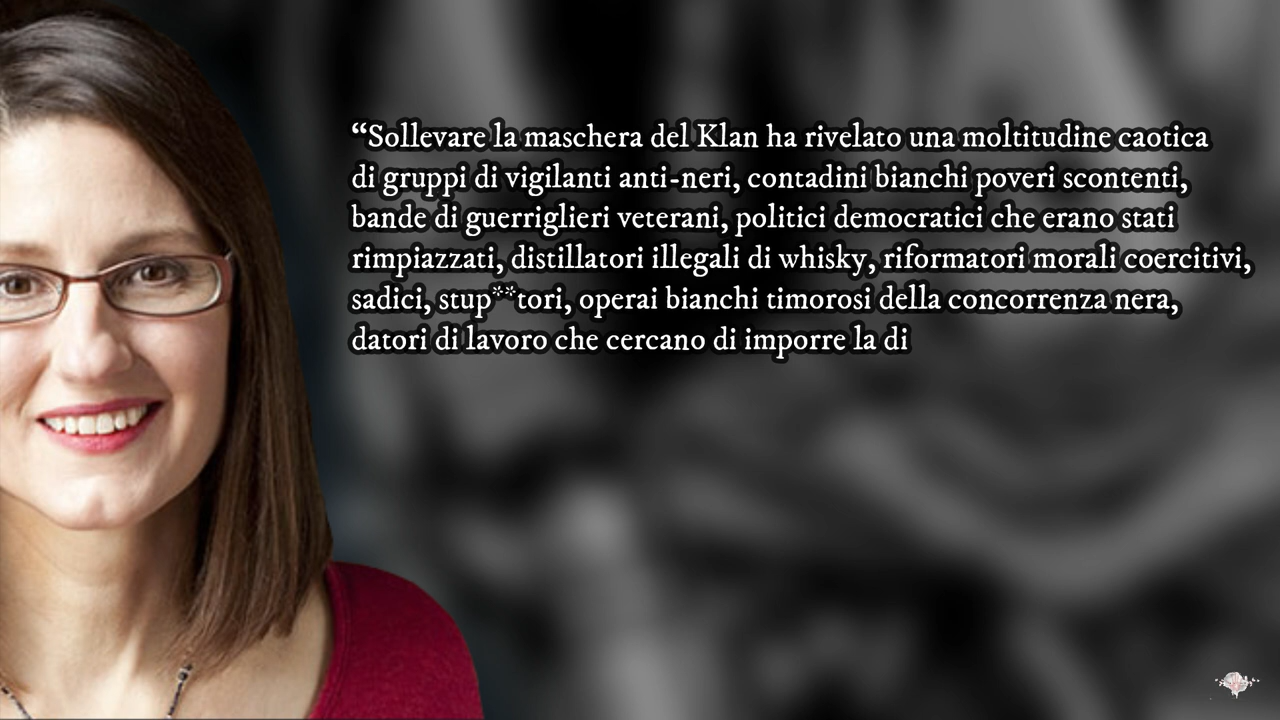 “Sollevare la maschera del Klan ha rivelato una moltitudine caotica
di gruppi di vigilanti anti-neri, contadini bianchi poveri scontenti,
bande di guerriglieri veterani, politici democratici che erano stati
rimpiazzati, distillatori illegali di whisky, riformatori morali coercitivi,
sadici, stup**tori, operai bianchi timorosi della concorrenza nera,
datori di lavoro che cercano di imporre la di